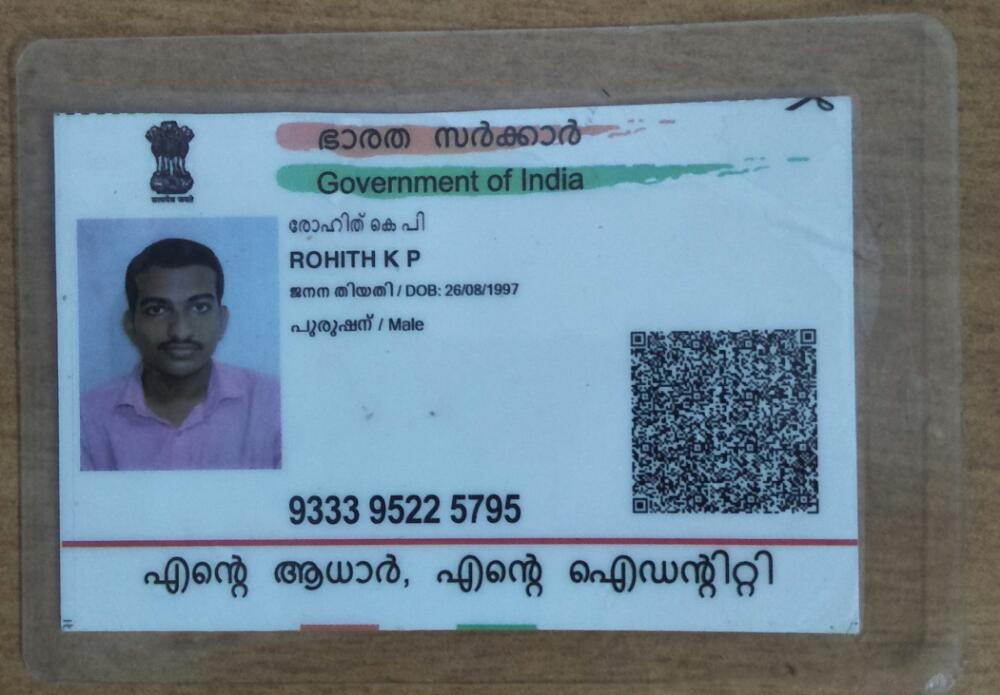 ഭാരത സർക്കാർ
Government of India
രോഹിത് കെ പി
ROHITH K P
ജനന തിയതി / DOB: 26/08/1997
പുരുഷന് / Male
9333 9522 5795
എന്റെ ആധാർ, എന്റെ ഐഡന്റിറ്റി